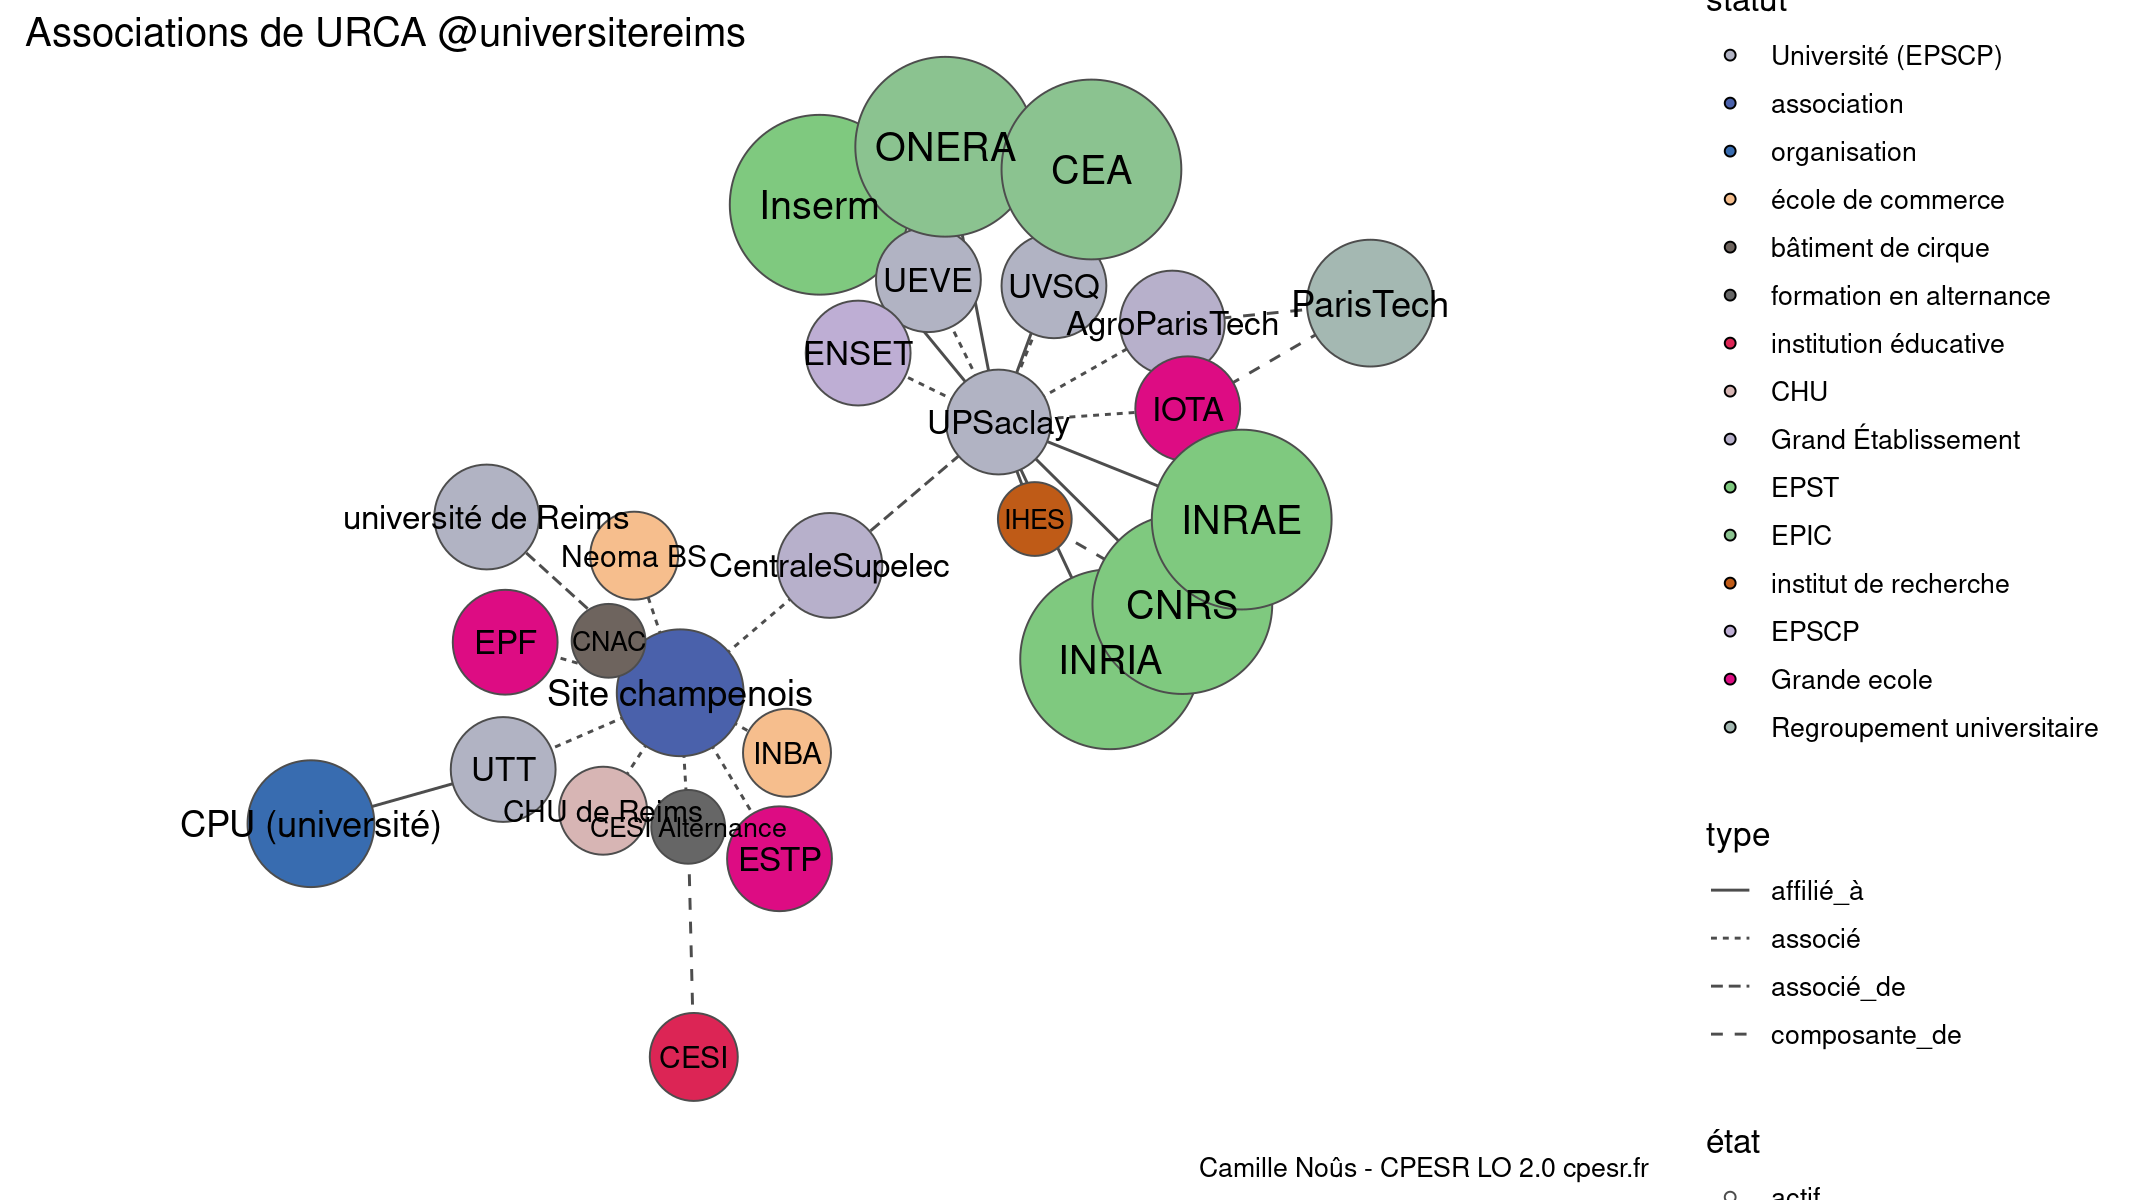 Associations de URCA @universitereims
ONERA
CEA
Inserm
UEVE
UVSQ
AgroParisTech
ParisTech
ENSET
UPSaclay
IOTA
université de Reims
Neoma BS
CentraleSupelec
IHES
INRAE
CNRS
INRIA
EPF
CNAC
Site champenois
INBA
UTT
CHU de Reims
CESI Alternance
CPU (université)
ESTP
CESI
Camille Noûs - CPESR LO 2.0 cpesr.fr
statut
Université (EPSCP)
association
organisation
école de commerce
bâtiment de cirque
formation en alternance
institution éducative
CHU
Grand Établissement
EPST
EPIC
institut de recherche
EPSCP
Grande ecole
Regroupement universitaire
type
affilié_à
associé
associé_de
composante_de
état
actif